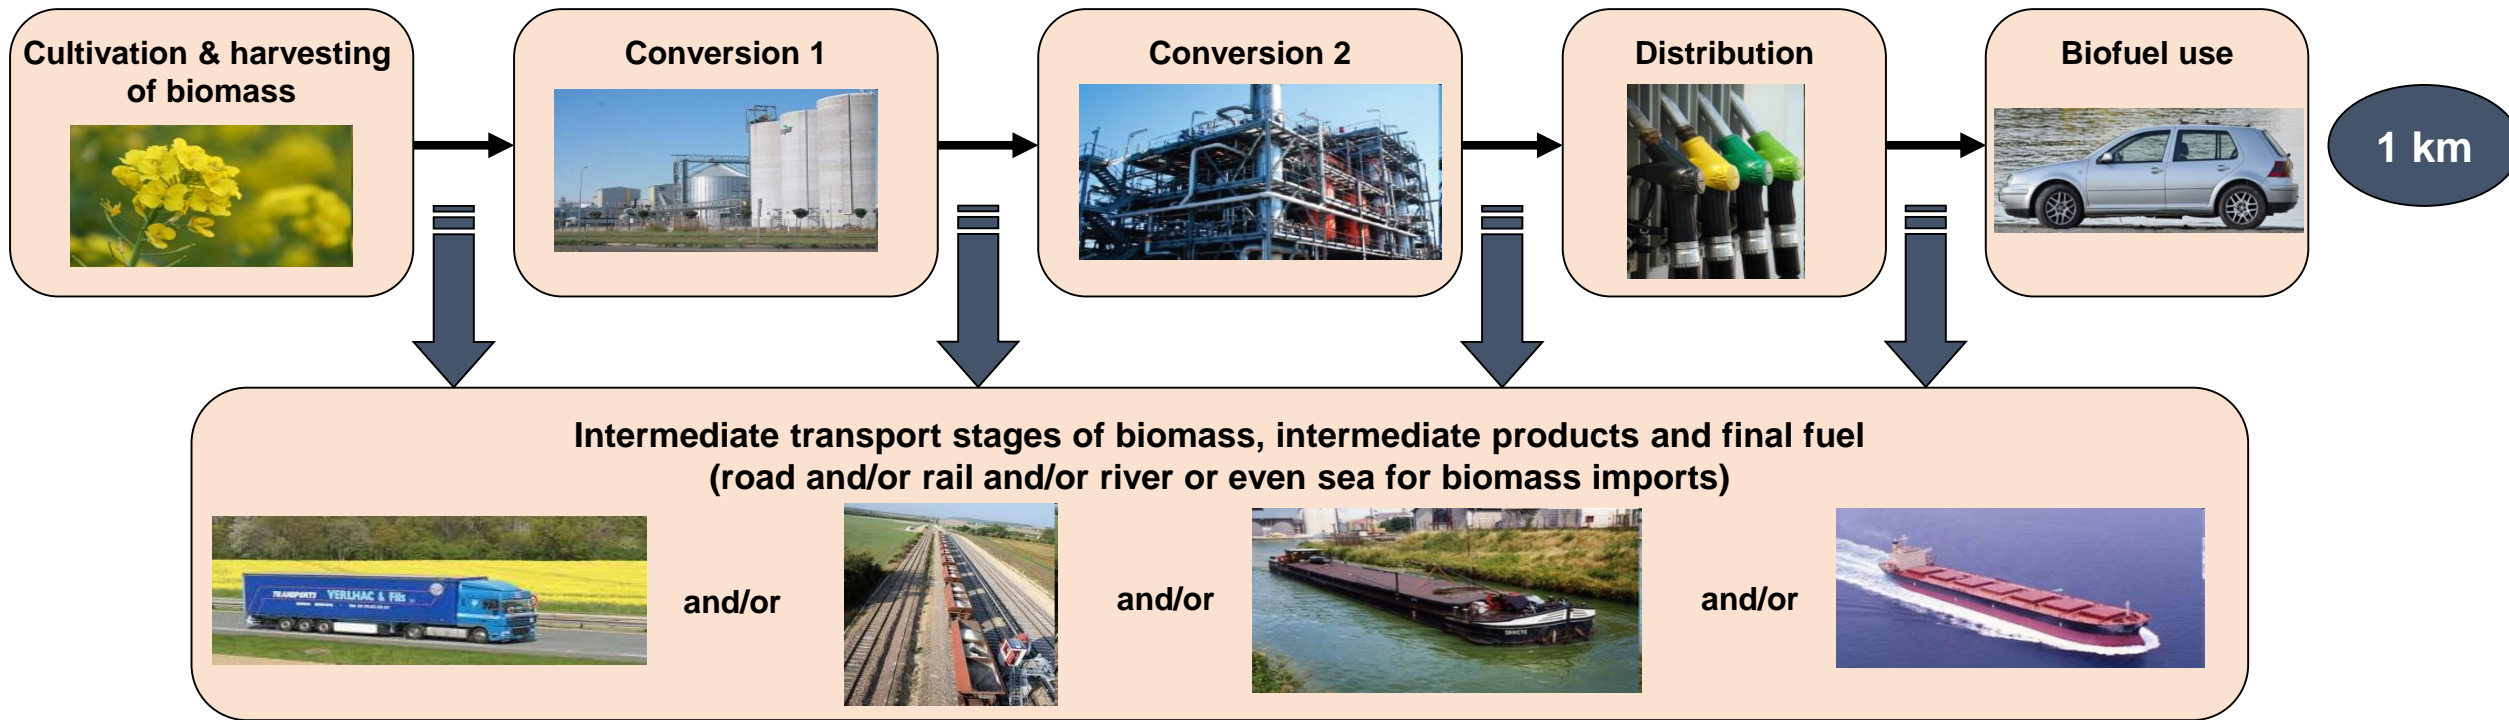 Cultivation & harvesting
of biomass
Conversion 1
Conversion 2
Distribution
Biofuel use
1 km
Intermediate transport stages of biomass, intermediate products and final fuel
(road and/or rail and/or river or even sea for biomass imports)
TRANSPORTS VERLHAC & Fils
and/or
and/or
and/or